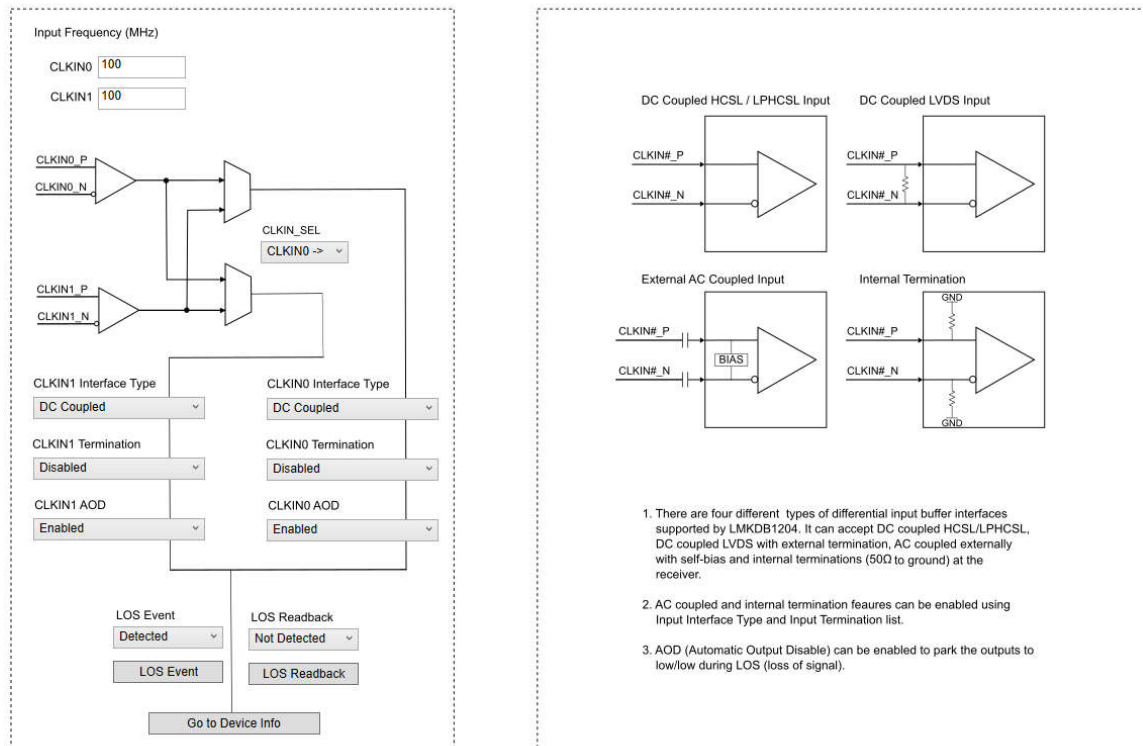 Input Frequency (MHz)
CLKIN0 100
CLKIN1 100
CLKIN0_P
CLKIN0_N
CLKIN_SEL
CLKIN0 ->
CLKIN1_P
CLKIN1_N
CLKIN1 Interface Type
DC Coupled
CLKIN0 Interface Type
DC Coupled
CLKIN1 Termination
Disabled
CLKIN0 Termination
Disabled
CLKIN1 AOD
Enabled
CLKIN0 AOD
Enabled
LOS Event
Detected
LOS Readback
Not Detected
LOS Event
LOS Readback
Go to Device Info
DC Coupled HCSL / LPHCSL Input
CLKIN#_P
CLKIN#_N
DC Coupled LVDS Input
CLKIN#_P
CLKIN#_N
External AC Coupled Input
CLKIN#_P
BIAS
CLKIN#_N
Internal Termination
GND
CLKIN#_P
CLKIN#_N
GND
1. There are four different types of differential input buffer interfaces
supported by LMKDB1204. It can accept DC coupled HCSL/LPHCSL,
DC coupled LVDS with external termination, AC coupled externally
with self-bias and internal terminations (50Ω to ground) at the
receiver.
2. AC coupled and internal termination feaures can be enabled using
Input Interface Type and Input Termination list.
3. AOD (Automatic Output Disable) can be enabled to park the outputs to
low/low during LOS (loss of signal).